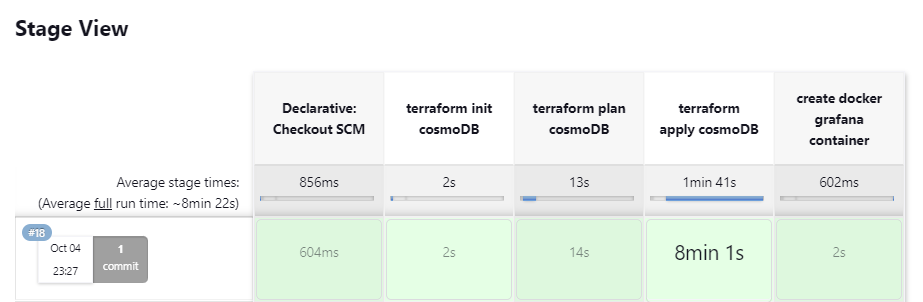 Stage View
Declarative:
Checkout SCM
terraform init
cosmoDB
terraform plan
cosmoDB
terraform
apply cosmoDB
create docker
grafana
container
Average stage times:
(Average full run time: ~8min 22s)
856ms
2s
13s
1min 41s
602ms
#18
Oct 04
23:27
1
commit
604ms
2s
14s
8min 1s
2s